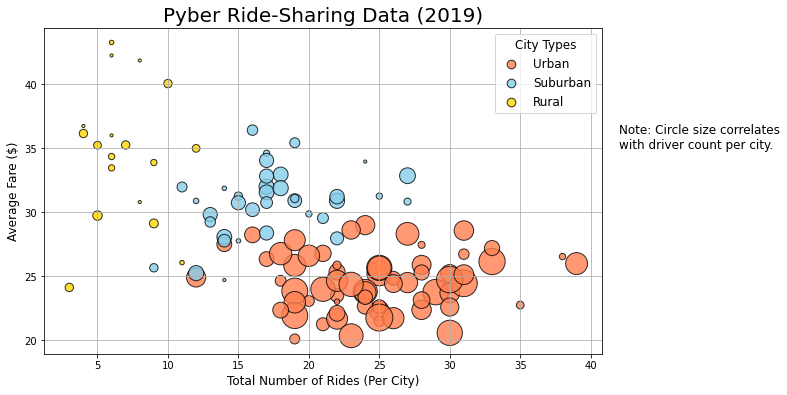 Pyber Ride-Sharing Data (2019)
City Types
Urban
Suburban
Rural
Note: Circle size correlates
with driver count per city.
Average Fare ($)
40
35
30
25
20
5
10
15
20
25
30
35
40
Total Number of Rides (Per City)